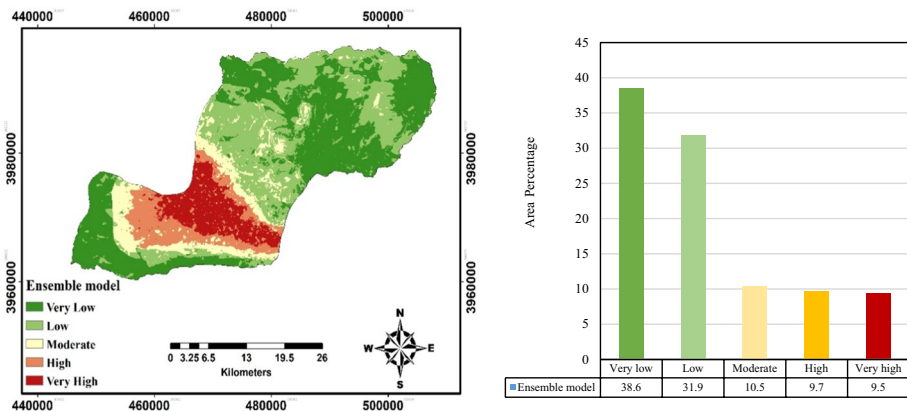 440000 460000 480000 500000
3980000 3980000
3960000 3960000
Ensemble model
Very Low
Low
Moderate
High
Very High
0 3.25 6.5 13 19.5 26
Kilometers
N
W E
S
440000 460000 480000 500000
45
40
35
30
25
20
15
10
5
0
Area Percentage
Very low Low Moderate High Very high
Ensemble model 38.6 31.9 10.5 9.7 9.5